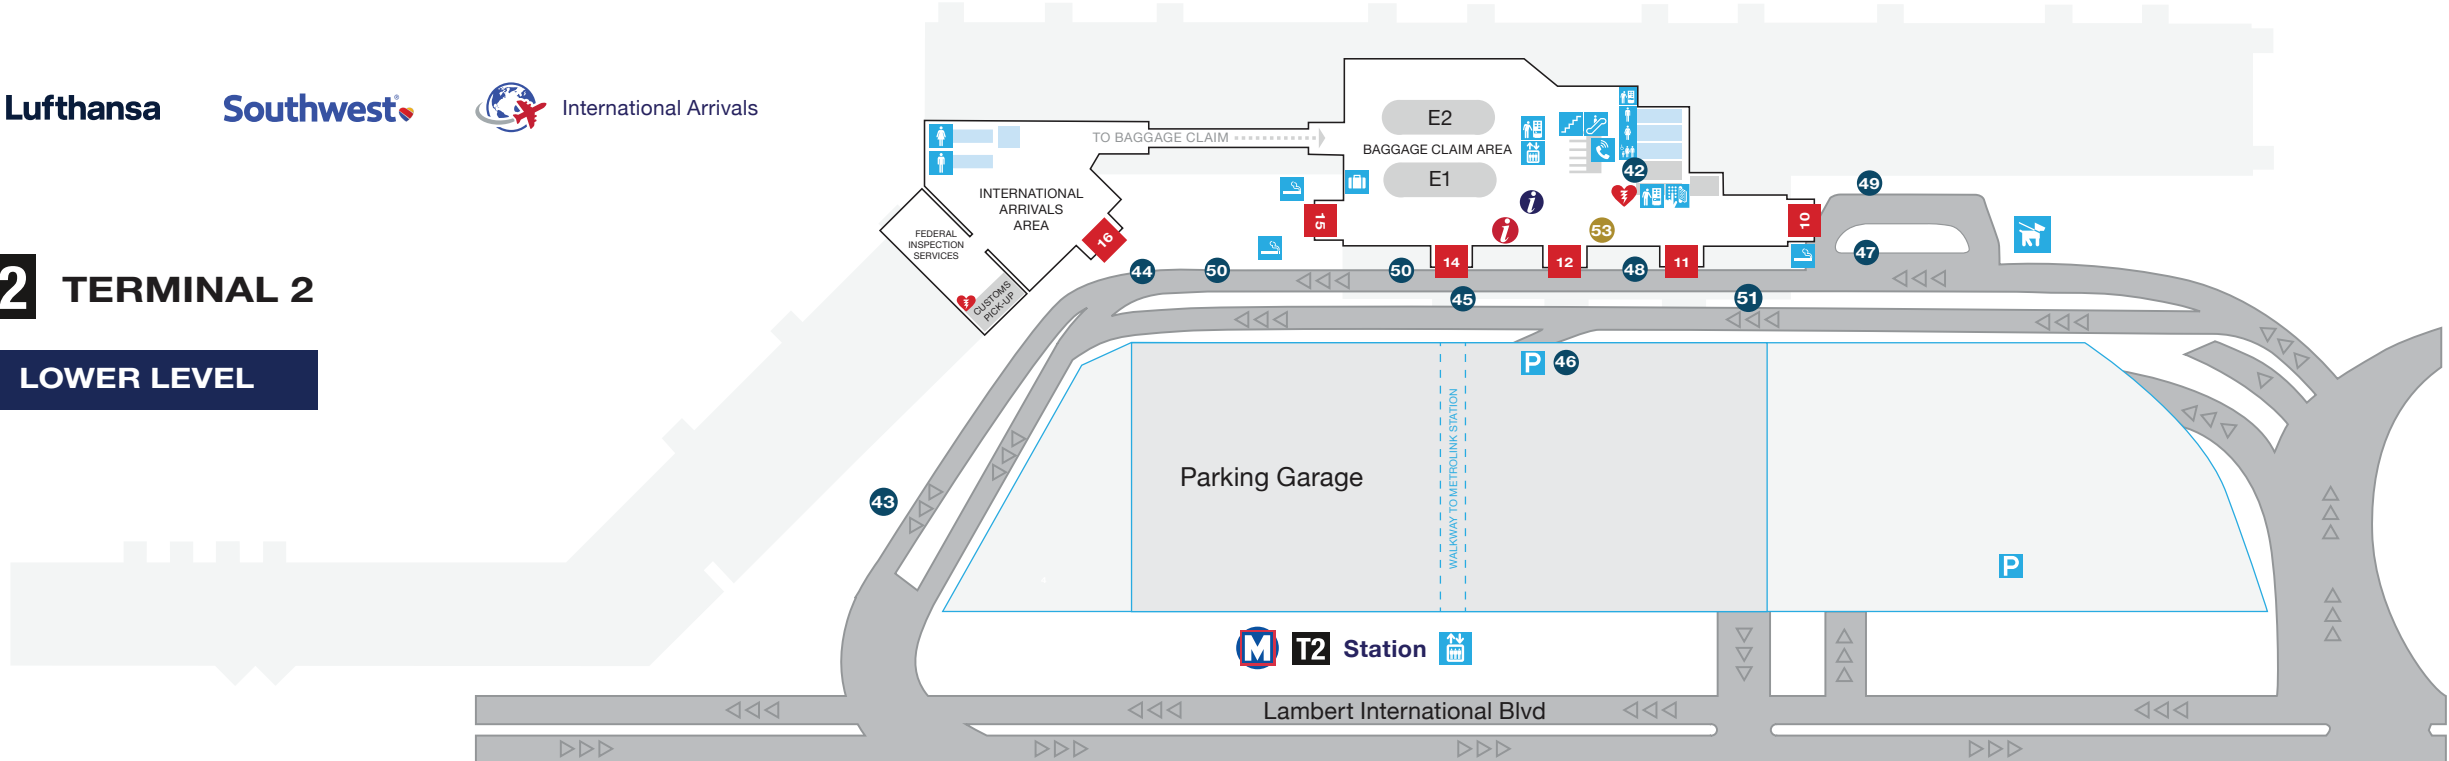 Lufthansa
Southwest®
International Arrivals
2 TERMINAL 2
LOWER LEVEL
TO BAGGAGE CLAIM
E2
BAGGAGE CLAIM AREA
E1
INTERNATIONAL
ARRIVALS
AREA
FEDERAL
INSPECTION
SERVICES
CUSTOMS
PICK-UP
16
15
i
i
53
42
10
49
47
44
50
50
14
12
48
11
45
51
43
P 46
Parking Garage
WALKWAY TO METROLINK STATION
P
M T2 Station
Lambert International Blvd